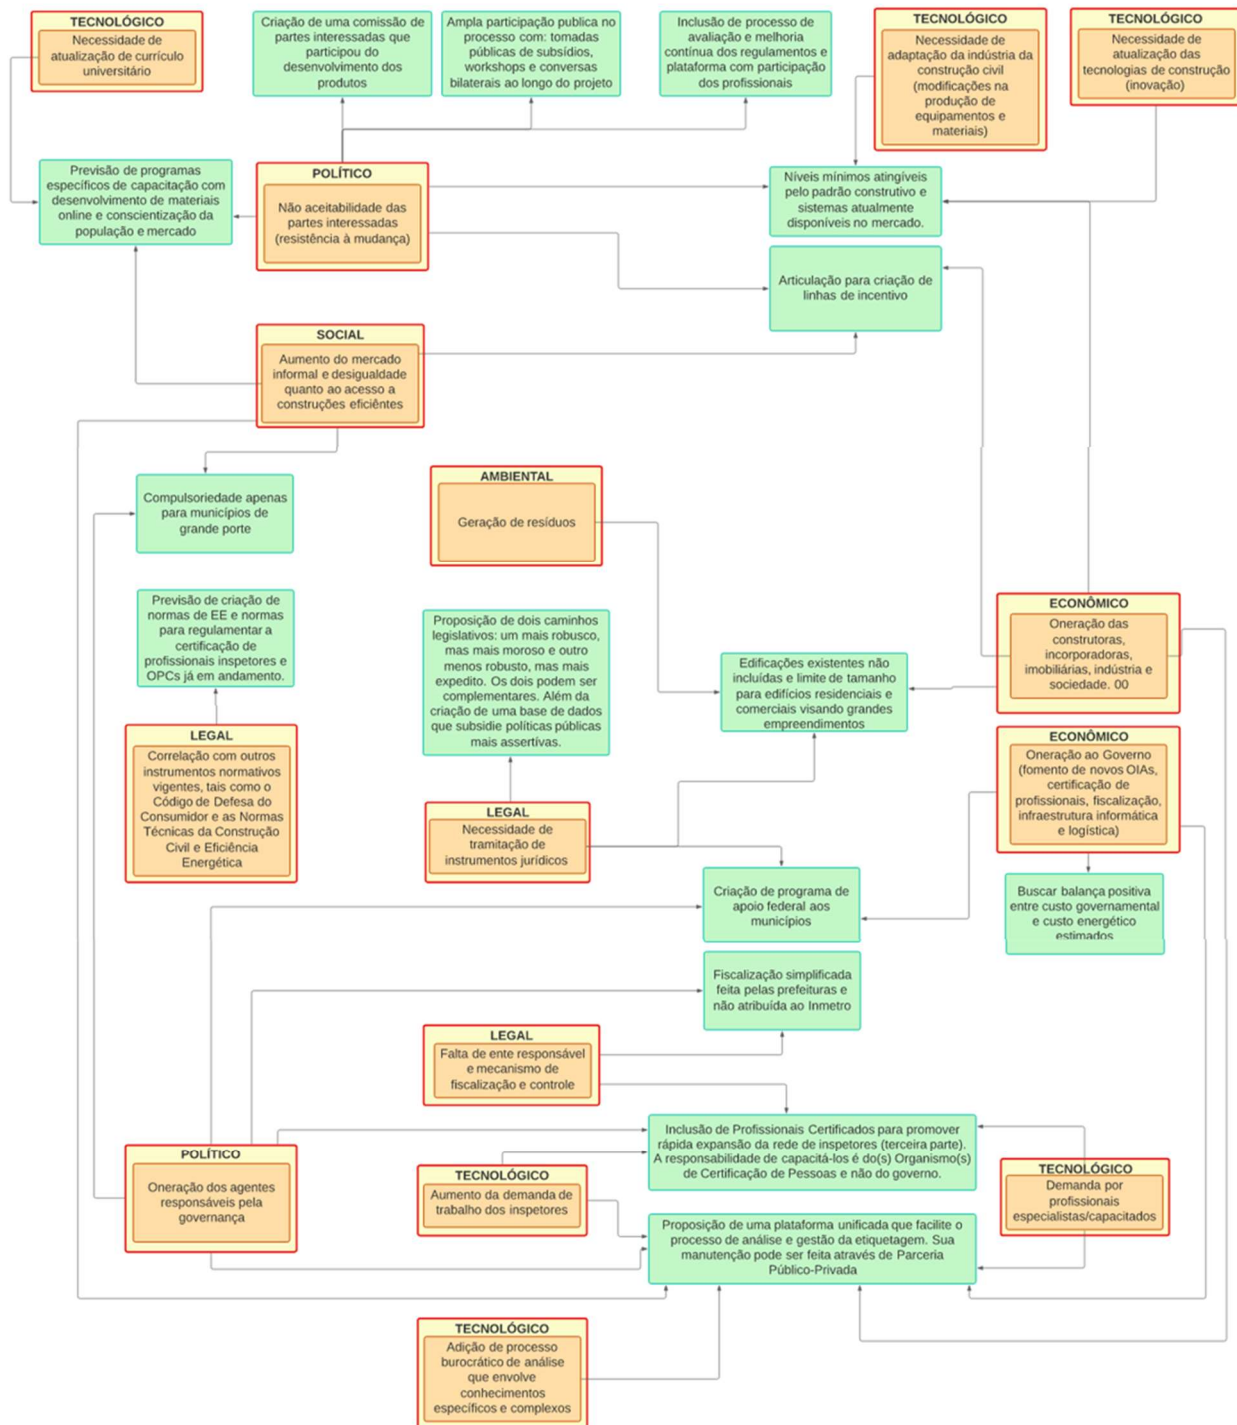 TECNOLÓGICO
Necessidade de
atualização de currículo
universitário
Criação de uma comissão de
partes interessadas que
participou do
desenvolvimento dos
produtos
Ampla participação publica no
processo com: tomadas
públicas de subsídios,
workshops e conversas
bilaterais ao longo do projeto
Inclusão de processo de
avaliação e melhoria
contínua dos regulamentos e
plataforma com participação
dos profissionais
TECNOLÓGICO
Necessidade de
adaptação da indústria da
construção civil
(modificações na
produção de
equipamentos e
materiais)
TECNOLÓGICO
Necessidade de
atualização das
tecnologias de construção
(inovação)
Previsão de programas
específicos de capacitação com
desenvolvimento de materiais
online e conscientização da
população e mercado
POLÍTICO
Não aceitabilidade das
partes interessadas
(resistência à mudança)
Níveis mínimos atingíveis
pelo padrão construtivo e
sistemas atualmente
disponíveis no mercado.
Articulação para criação de
linhas de incentivo
SOCIAL
Aumento do mercado
informal e desigualdade
quanto ao acesso a
construções eficiêntes
Compulsoriedade apenas
para municípios de
grande porte
AMBIENTAL
Geração de resíduos
Previsão de criação de
normas de EE e normas
para regulamentar a
certificação de
profissionais inspetores e
OPCs já em andamento.
Proposição de dois caminhos
legislativos: um mais robusco,
mas mais moroso e outro
menos robusto, mas mais
expedito. Os dois podem ser
complementares. Além da
criação de uma base de dados
que subsidie políticas públicas
mais assertívas.
Edificações existentes não
incluídas e limite de tamanho
para edifícios residenciais e
comerciais visando grandes
empreendimentos
ECONÔMICO
Oneração das
construtoras,
incorporadoras,
imobiliárias, indústria e
sociedade. 00
LEGAL
Correlação com outros
instrumentos normativos
vigentes, tais como o
Código de Defesa do
Consumidor e as Normas
Técnicas da Construção
Civil e Eficiência
Energética
LEGAL
Necessidade de
tramitação de
instrumentos jurídicos
ECONÔMICO
Oneração ao Governo
(fomento de novos OIAs,
certificação de
profissionais, fiscalização,
infraestrutura informática
e logística)
Criação de programa de
apoio federal aos
municípios
Buscar balança positiva
entre custo governamental
e custo energético
estimados
Fiscalização simplificada
feita pelas prefeituras e
não atribuída ao Inmetro
LEGAL
Falta de ente responsável
e mecanismo de
fiscalização e controle
POLÍTICO
Oneração dos agentes
responsáveis pela
governança
Inclusão de Profissionais Certificados para promover
rápida expansão da rede de inspetores (terceira parte).
A responsabilidade de capacitá-los é do(s) Organismo(s)
de Certificação de Pessoas e não do governo.
TECNOLÓGICO
Aumento da demanda de
trabalho dos inspetores
TECNOLÓGICO
Demanda por
profissionais
especialistas/capacitados
Proposição de uma plataforma unificada que facilite o
processo de análise e gestão da etiquetagem. Sua
manutenção pode ser feita através de Parceria
Público-Privada
TECNOLÓGICO
Adição de processo
burocrático de análise
que envolve
conhecimentos
específicos e complexos